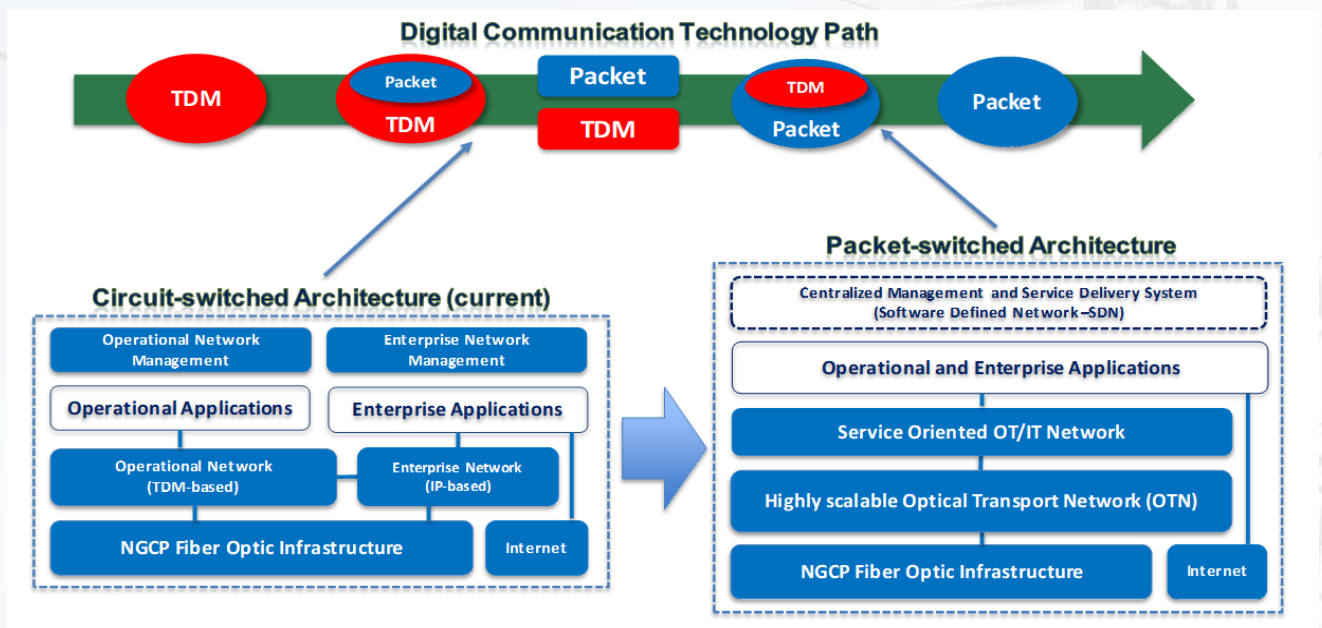 Digital Communication Technology Path
TDM
Packet
TDM
Packet
TDM
TDM
Packet
Packet
Circuit-switched Architecture (current)
Operational Network
Management
Enterprise Network
Management
Operational Applications
Enterprise Applications
Operational Network
(TDM-based)
Enterprise Network
(IP-based)
NGCP Fiber Optic Infrastructure
Internet
Packet-switched Architecture
Centralized Management and Service Delivery System
(Software Defined Network–SDN)
Operational and Enterprise Applications
Service Oriented OT/IT Network
Highly scalable Optical Transport Network (OTN)
NGCP Fiber Optic Infrastructure
Internet